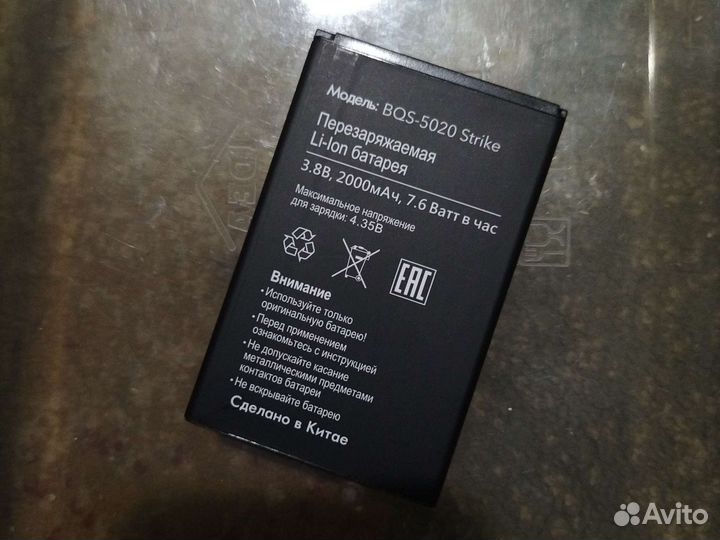 Модель: BQS-5020 Strike
Перезаряжаемая
Li-Ion батарея
3.8В, 2000мАч, 7.6 Ватт в час
Максимальное напряжение
для зарядки: 4.35В
EAC
Внимание
•Используйте только
оригинальную батарею!
•Перед применением
ознакомьтесь с инструкцией
•Не допускайте касание
металлическими предметами
контактов батареи
•Не вскрывайте батарею
Сделано в Китае
IDEA
Avito